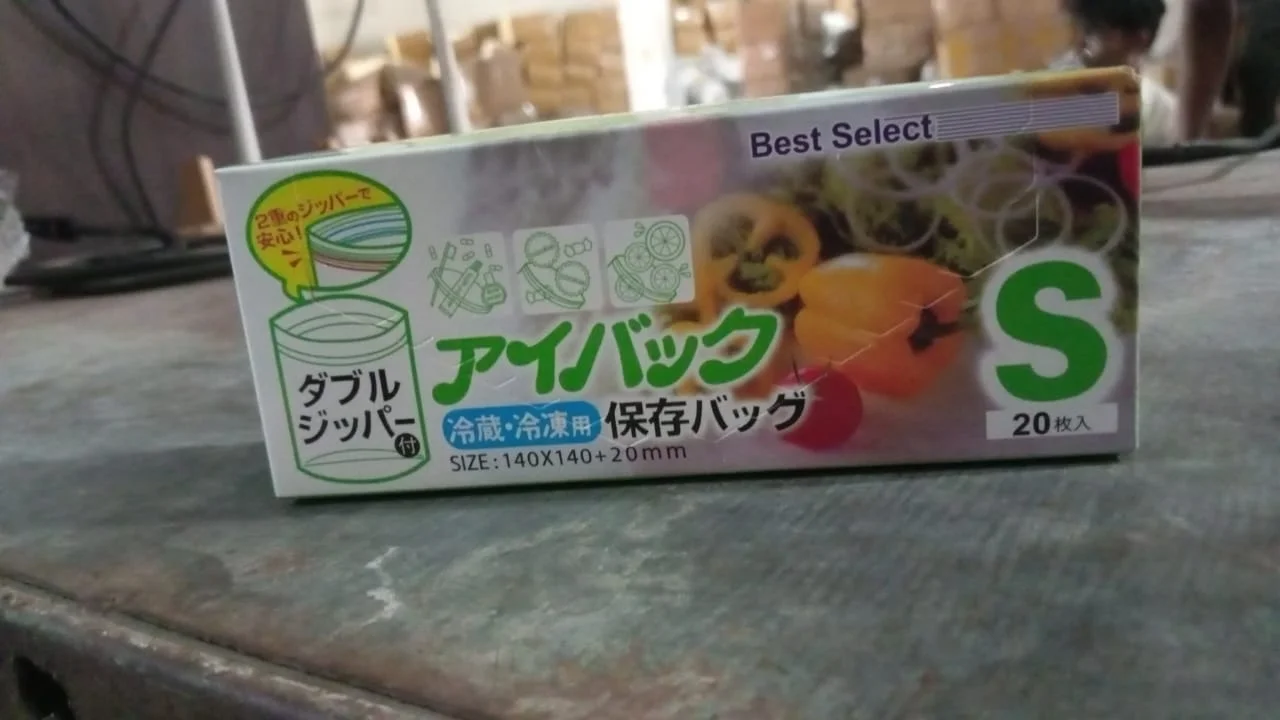 Best Select
2重のジッパーで
安心!
アイバック
ダブル
ジッパー付
冷蔵・冷凍用 保存バッグ
SIZE:140X140+20mm
S
20枚入